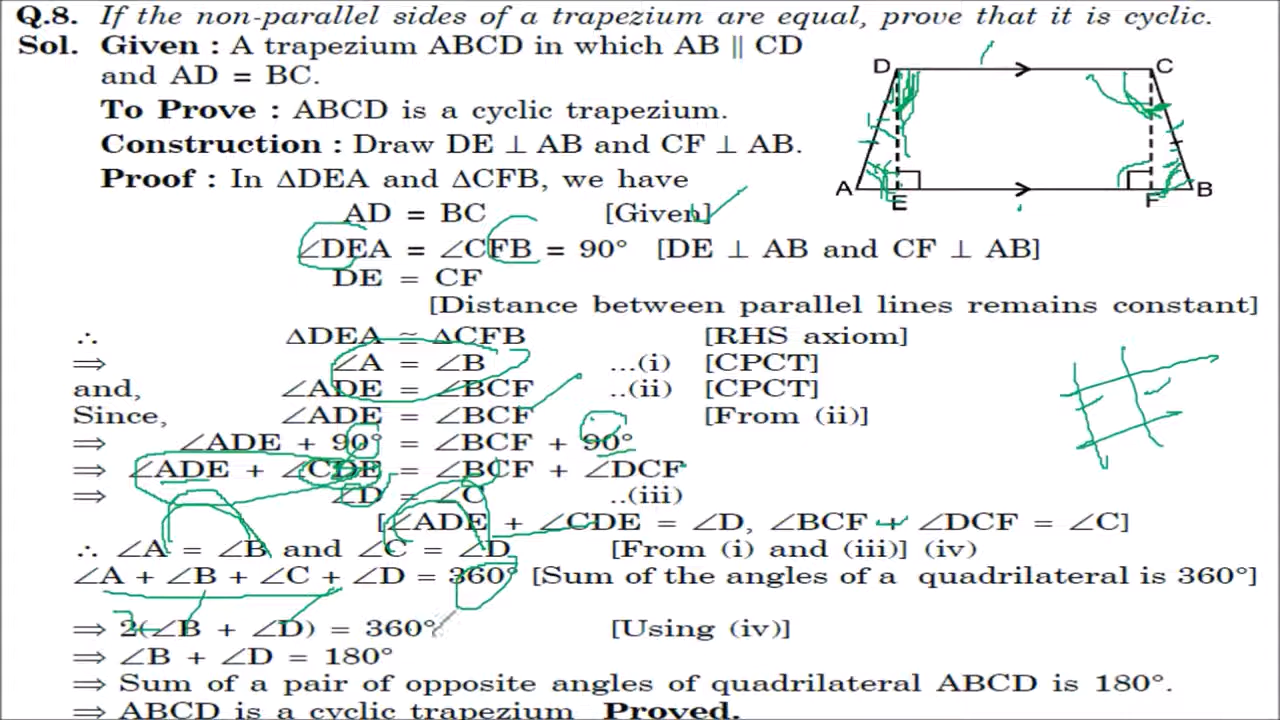 Q.8. If the non-parallel sides of a trapezium are equal, prove that it is cyclic.
Sol. Given : A trapezium ABCD in which AB || CD
and AD = BC.
To Prove : ABCD is a cyclic trapezium.
Construction : Draw DE ⊥ AB and CF ⊥ AB.
Proof : In ΔDEA and ΔCFB, we have
AD = BC [Given]
∠DEA = ∠CFB = 90° [DE ⊥ AB and CF ⊥ AB]
DE = CF
[Distance between parallel lines remains constant]
∴ ΔDEA ≅ ΔCFB [RHS axiom]
⇒ ∠A = ∠B ...(i) [CPCT]
and, ∠ADE = ∠BCF ..(ii) [CPCT]
Since, ∠ADE = ∠BCF [From (ii)]
⇒ ∠ADE + 90° = ∠BCF + 90°
⇒ ∠ADE + ∠CDE = ∠BCF + ∠DCF
⇒ ∠D = ∠C ..(iii)
[∠ADE + ∠CDE = ∠D, ∠BCF + ∠DCF = ∠C]
∴ ∠A = ∠B and ∠C = ∠D [From (i) and (iii)] (iv)
∠A + ∠B + ∠C + ∠D = 360° [Sum of the angles of a quadrilateral is 360°]
⇒ 2(∠B + ∠D) = 360° [Using (iv)]
⇒ ∠B + ∠D = 180°
⇒ Sum of a pair of opposite angles of quadrilateral ABCD is 180°.
⇒ ABCD is a cyclic trapezium Proved.
D C
A E F B